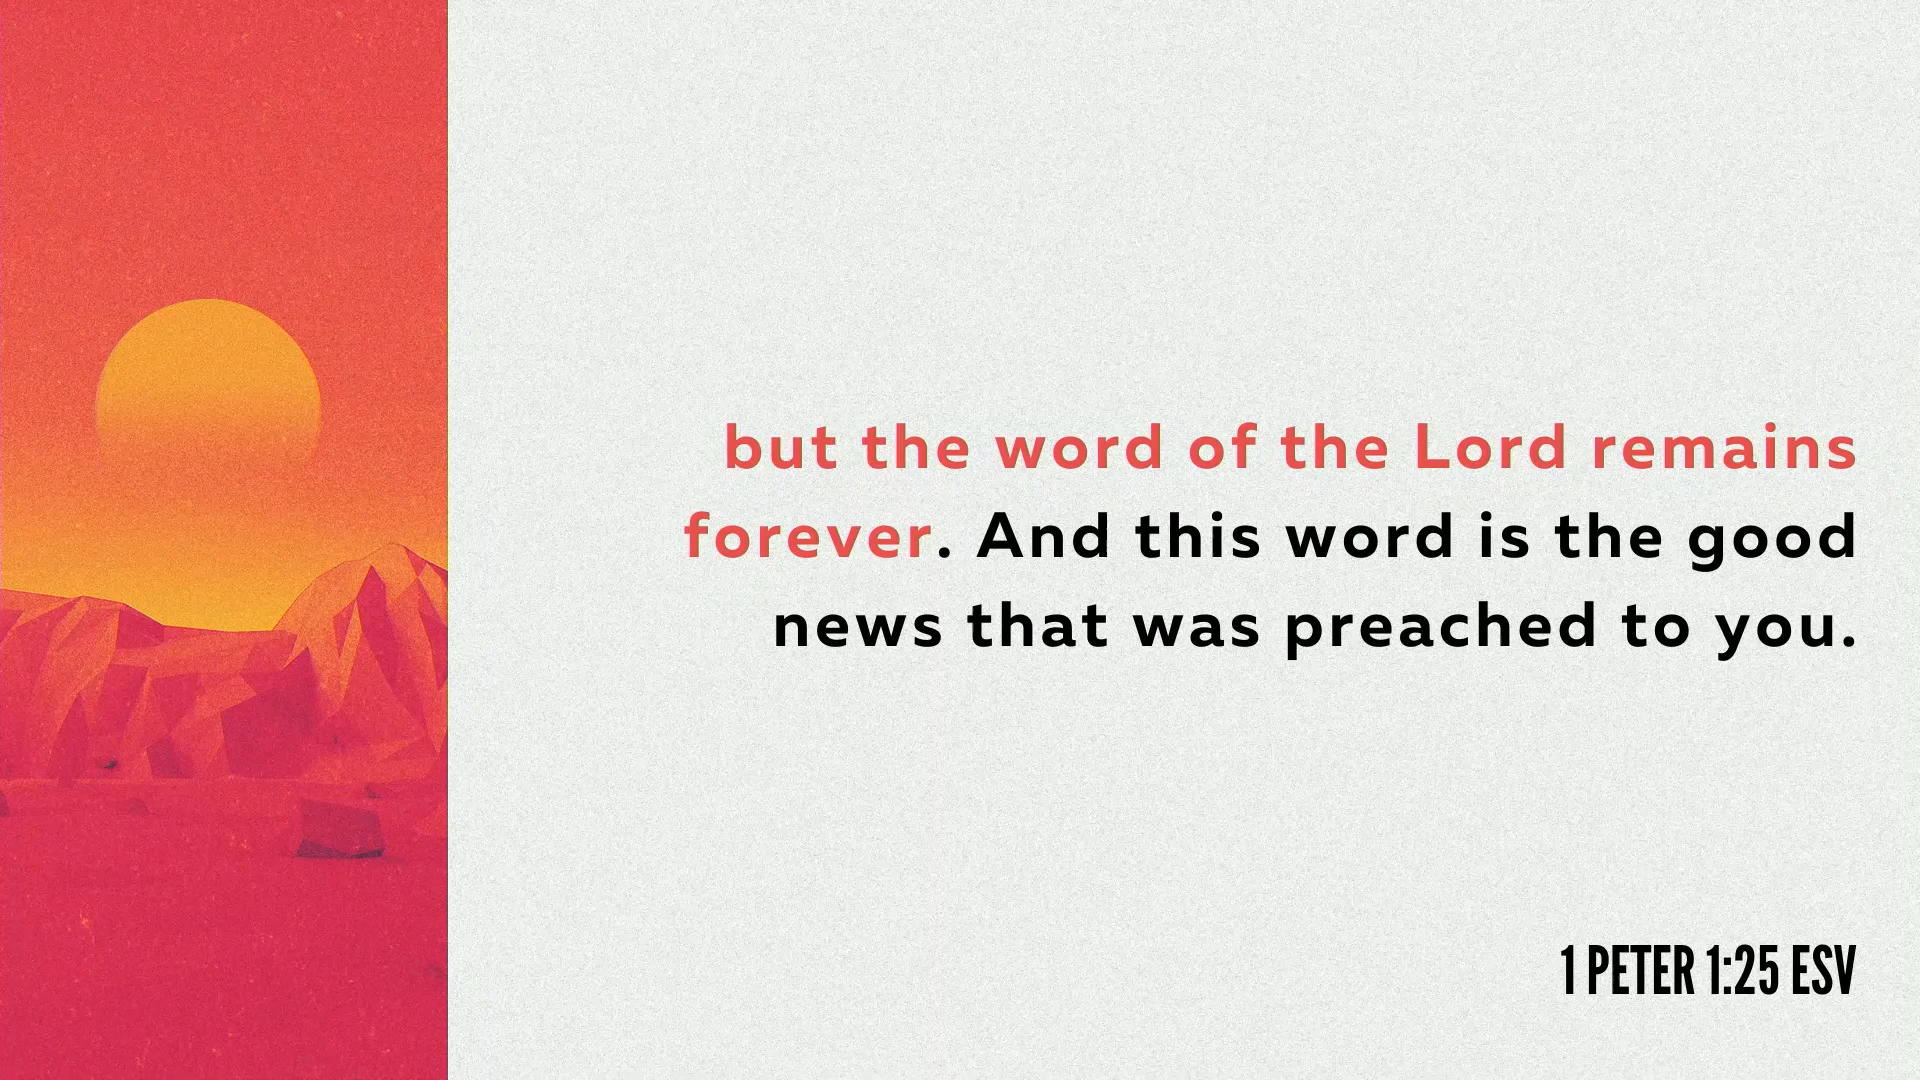 but the word of the Lord remains
forever. And this word is the good
news that was preached to you.
1 PETER 1:25 ESV